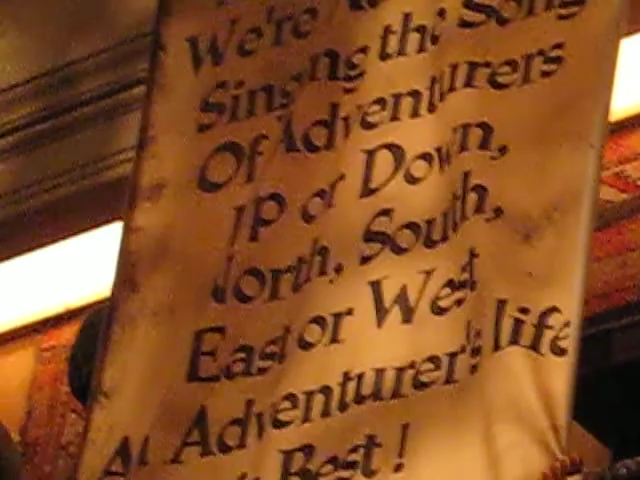 We're
Singing the Song
Of Adventurers
Up or Down,
North, South,
East or West
An Adventurer's life
Best!